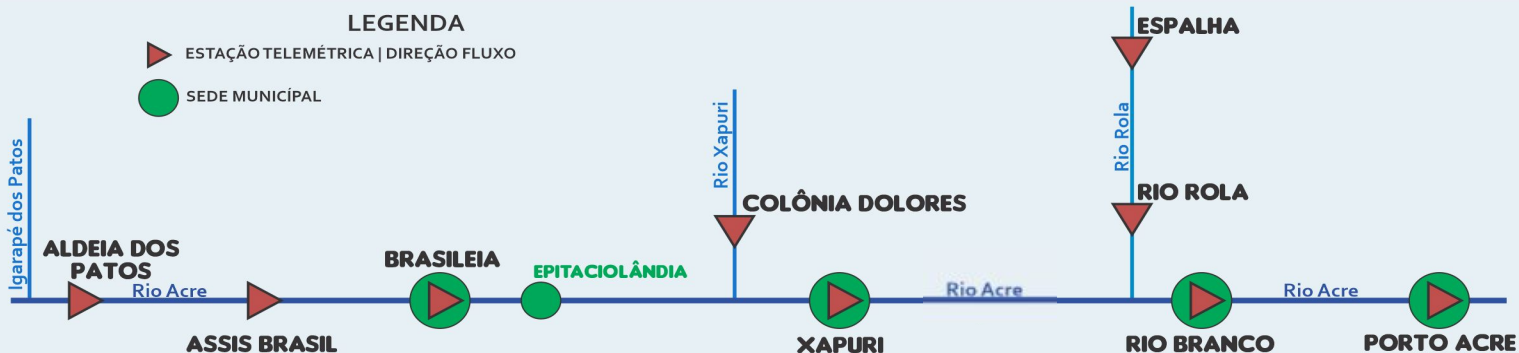 LEGENDA
ESTAÇÃO TELEMÉTRICA | DIREÇÃO FLUXO
SEDE MUNICÍPAL
Igarapé dos Patos
ALDEIA DOS
PATOS
Rio Acre
ASSIS BRASIL
BRASILEIA
EPITACIOLÂNDIA
Rio Xapuri
COLÔNIA DOLORES
XAPURI
Rio Acre
ESPALHA
Rio Rola
RIO ROLA
RIO BRANCO
Rio Acre
PORTO ACRE